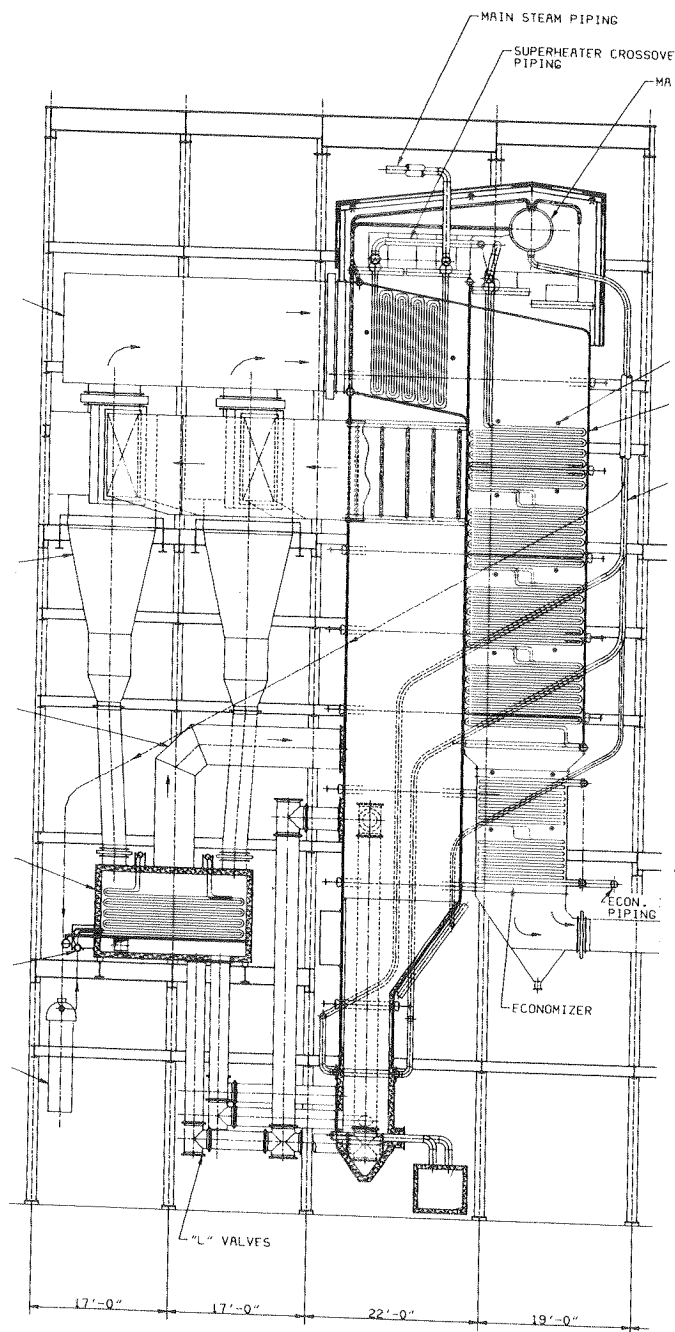 MAIN STEAM PIPING
SUPERHEATER CROSSOVE
PIPING
MA
ECON.
PIPING
ECONOMIZER
"L" VALVES
17'-0"
17'-0"
22'-0"
19'-0"